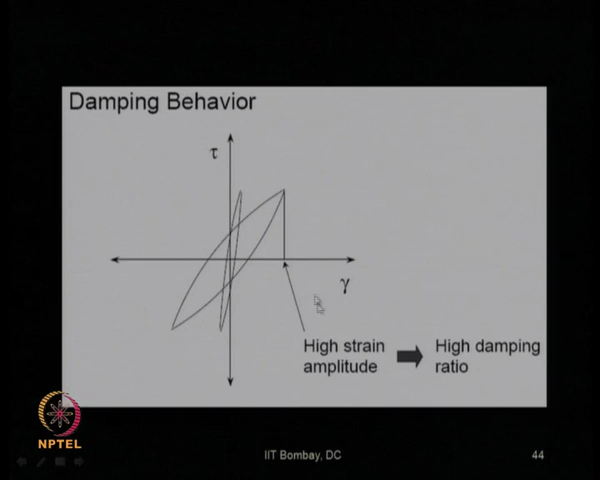 Damping Behavior
τ
γ
High strain
amplitude
High damping
ratio
NPTEL
IIT Bombay, DC
44